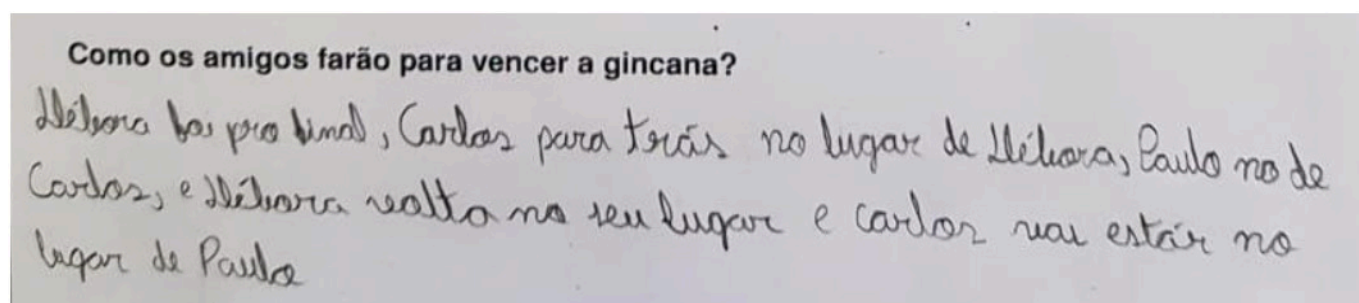 Como os amigos farão para vencer a gincana?
Débora vai pro final, Carlos para trás no lugar de Débora, Paulo no de
Carlos, e Débora volta no seu lugar e carlos vai estár no
lugar de Paulo